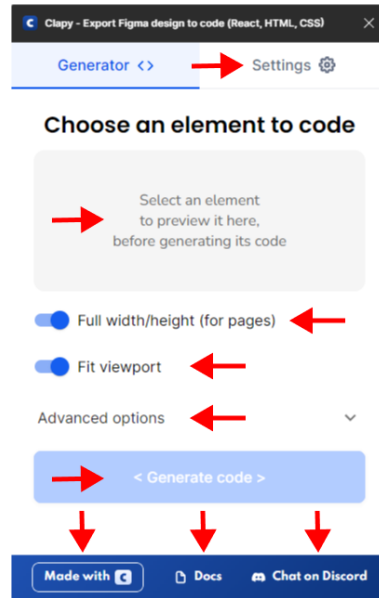 Clapy - Export Figma design to code (React, HTML, CSS)
Generator <> Settings
Choose an element to code
Select an element
to preview it here,
before generating its code
Full width/height (for pages)
Fit viewport
Advanced options
< Generate code >
Made with C Docs Chat on Discord